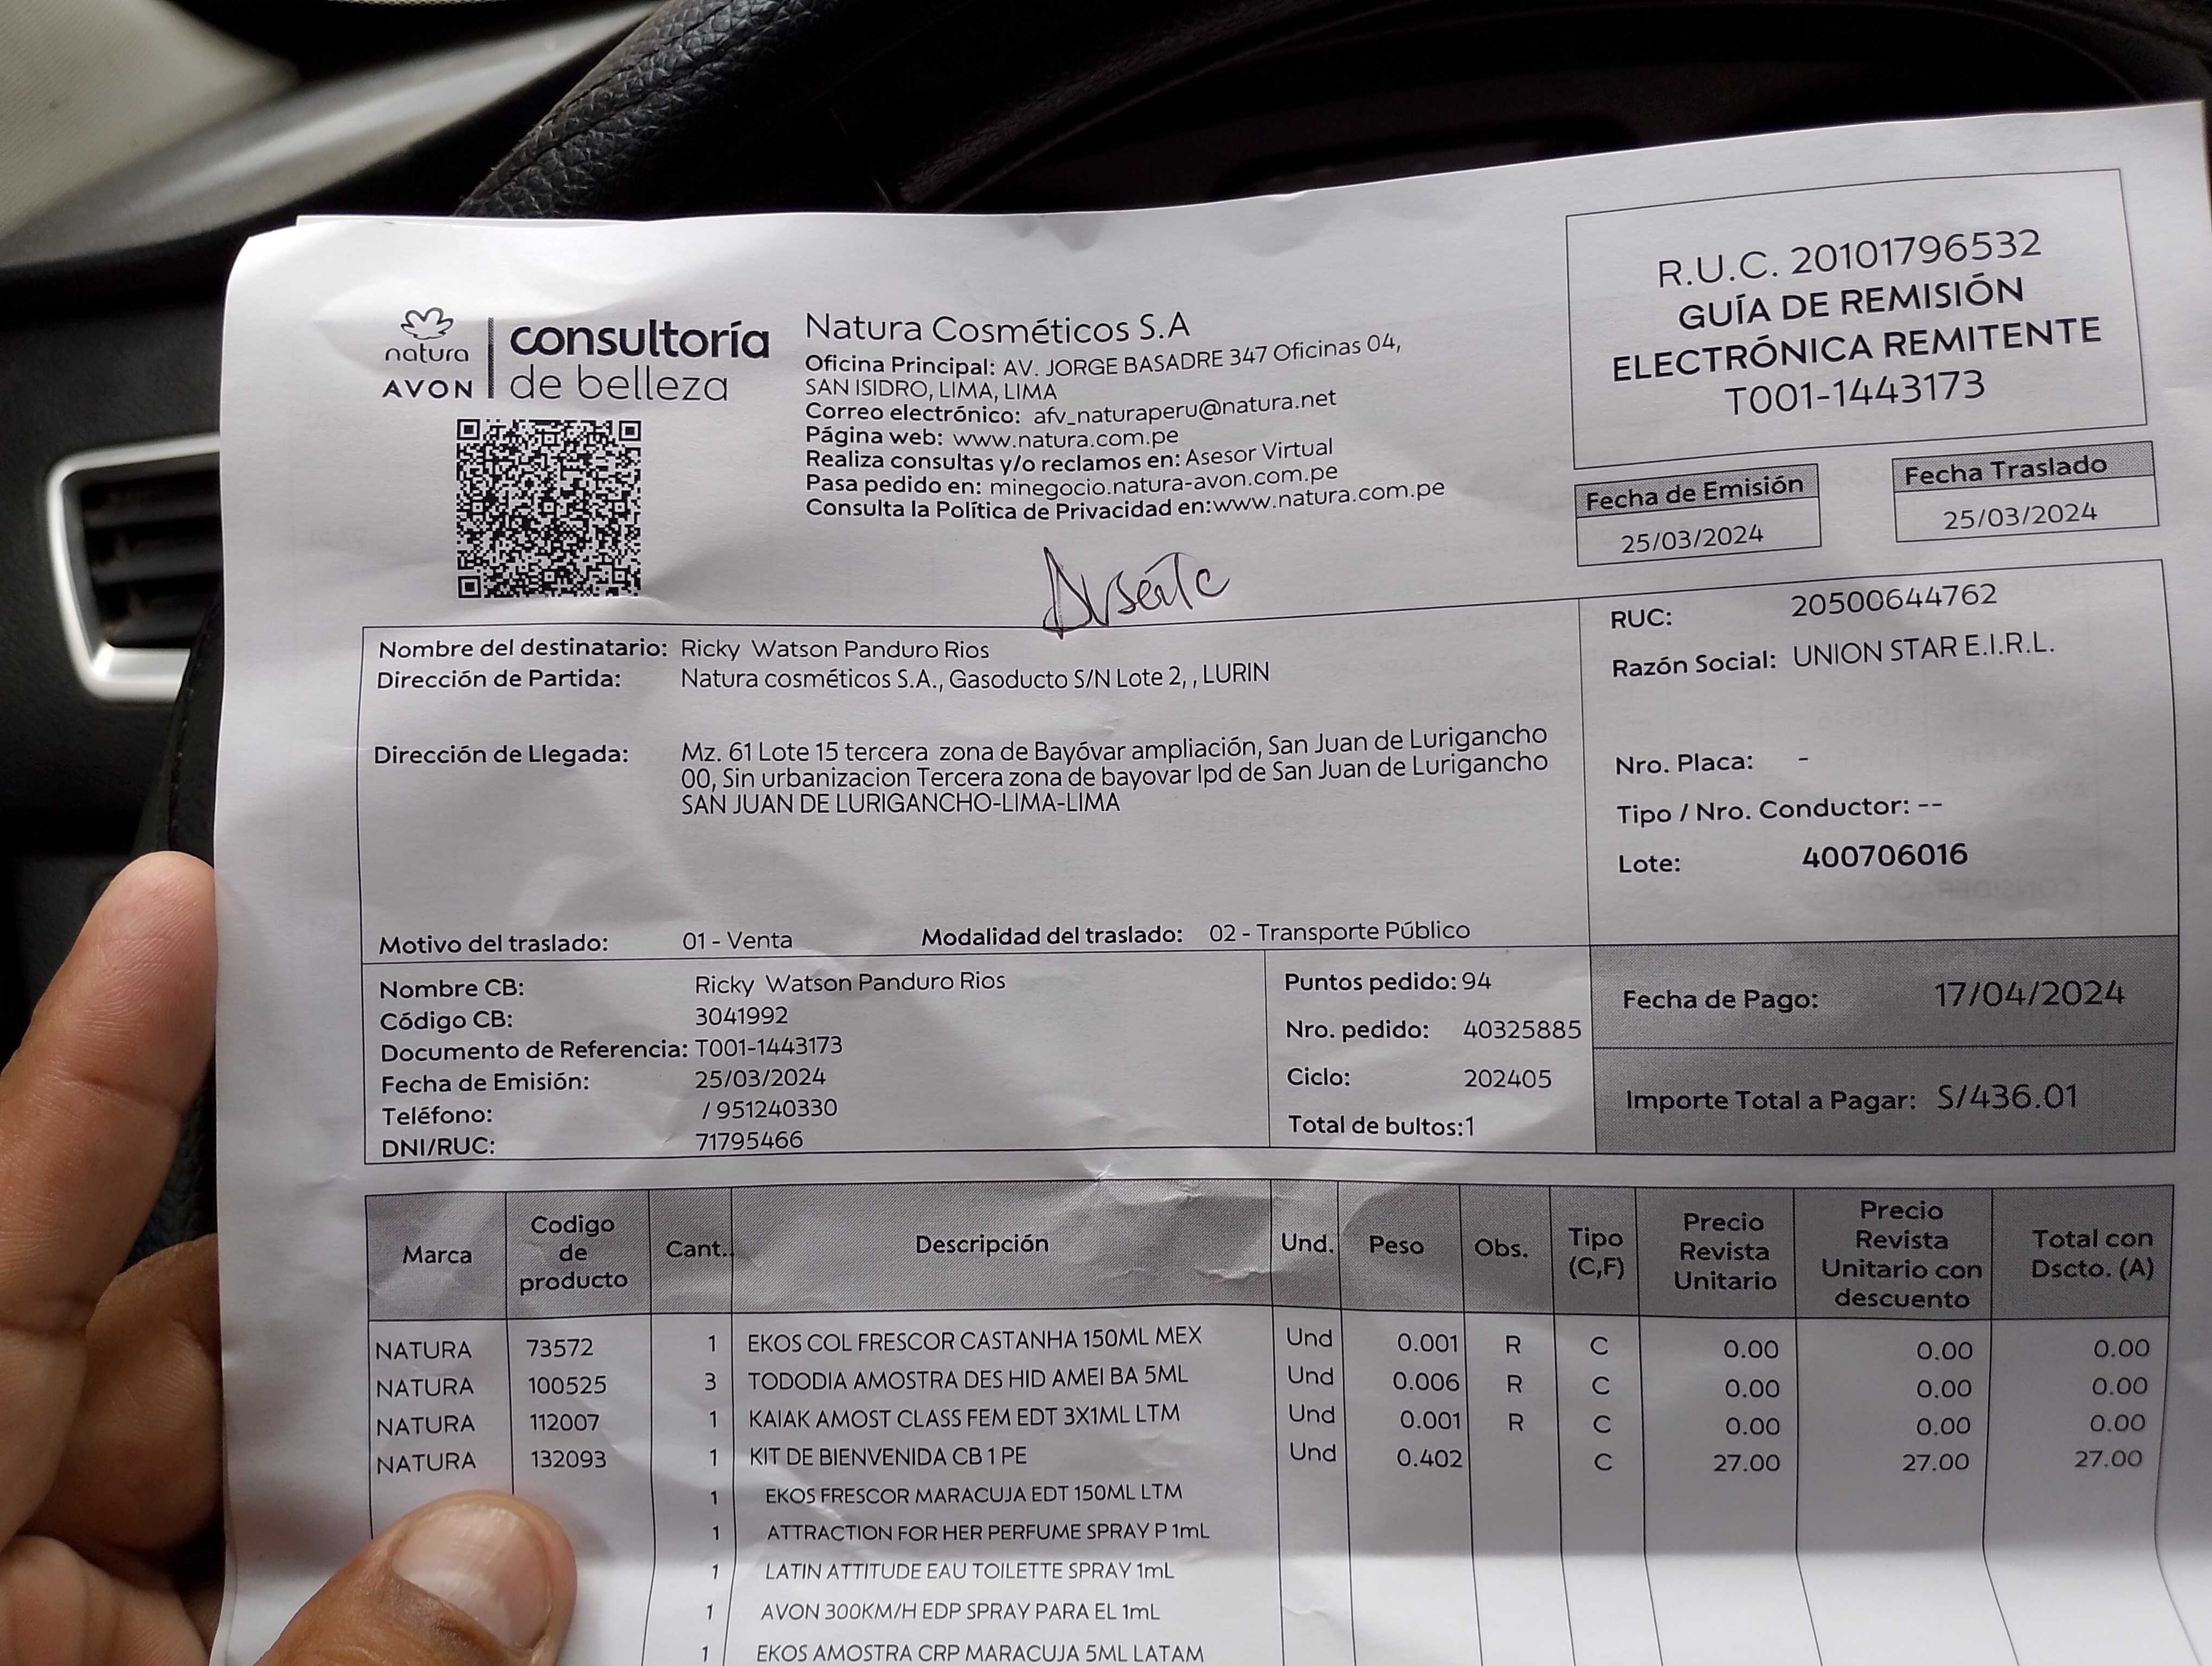 natura
AVON
consultoría
de belleza
Natura Cosméticos S.A
Oficina Principal: AV. JORGE BASADRE 347 Oficinas 04,
SAN ISIDRO, LIMA, LIMA
Correo electrónico: afv_naturaperu@natura.net
Página web: www.natura.com.pe
Realiza consultas y/o reclamos en: Asesor Virtual
Pasa pedido en: minegocio.natura-avon.com.pe
Consulta la Política de Privacidad en:www.natura.com.pe
R.U.C. 20101796532
GUÍA DE REMISIÓN
ELECTRÓNICA REMITENTE
T001-1443173
Fecha de Emisión
25/03/2024
Fecha Traslado
25/03/2024
Nombre del destinatario: Ricky Watson Panduro Rios
Dirección de Partida: Natura cosméticos S.A., Gasoducto S/N Lote 2, , LURIN
Dirección de Llegada: Mz. 61 Lote 15 tercera zona de Bayóvar ampliación, San Juan de Lurigancho
00, Sin urbanizacion Tercera zona de bayovar Ipd de San Juan de Lurigancho
SAN JUAN DE LURIGANCHO-LIMA-LIMA
Motivo del traslado: 01 - Venta Modalidad del traslado: 02 - Transporte Público
RUC: 20500644762
Razón Social: UNION STAR E.I.R.L.
Nro. Placa: -
Tipo / Nro. Conductor: --
Lote: 400706016
Nombre CB: Ricky Watson Panduro Rios
Código CB: 3041992
Documento de Referencia: T001-1443173
Fecha de Emisión: 25/03/2024
Teléfono: / 951240330
DNI/RUC: 71795466
Puntos pedido: 94
Nro. pedido: 40325885
Ciclo: 202405
Total de bultos:1
Fecha de Pago: 17/04/2024
Importe Total a Pagar: S/436.01
Marca Codigo de producto Cant. Descripción Und. Peso Obs. Tipo (C,F) Precio Revista Unitario Precio Revista Unitario con descuento Total con Dscto. (A)
NATURA 73572 1 EKOS COL FRESCOR CASTANHA 150ML MEX Und 0.001 R C 0.00 0.00 0.00
NATURA 100525 3 TODODIA AMOSTRA DES HID AMEI BA 5ML Und 0.006 R C 0.00 0.00 0.00
NATURA 112007 1 KAIAK AMOST CLASS FEM EDT 3X1ML LTM Und 0.001 R C 0.00 0.00 0.00
NATURA 132093 1 KIT DE BIENVENIDA CB 1 PE Und 0.402 C 27.00 27.00 27.00
1 EKOS FRESCOR MARACUJA EDT 150ML LTM
1 ATTRACTION FOR HER PERFUME SPRAY P 1mL
1 LATIN ATTITUDE EAU TOILETTE SPRAY 1mL
1 AVON 300KM/H EDP SPRAY PARA EL 1mL
1 EKOS AMOSTRA CRP MARACUJA 5ML LATAM